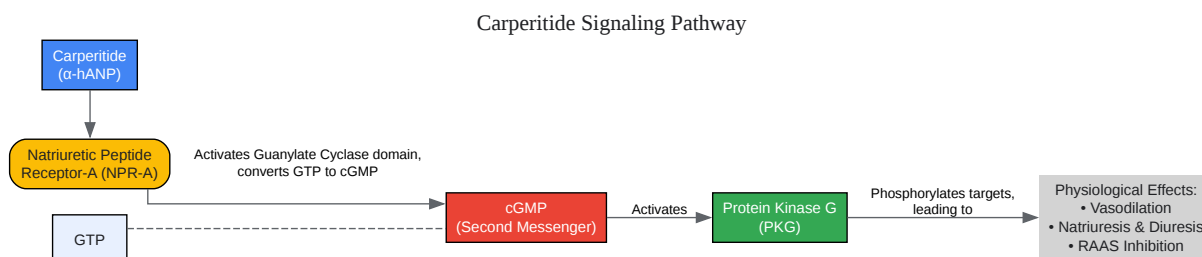 Carperitide Signaling Pathway
Carperitide
(α-hANP)
Natriuretic Peptide
Receptor-A (NPR-A)
Activates Guanylate Cyclase domain,
converts GTP to cGMP
GTP
cGMP
(Second Messenger)
Activates
Protein Kinase G
(PKG)
Phosphorylates targets,
leading to
Physiological Effects:
• Vasodilation
• Natriuresis & Diuresis
• RAAS Inhibition